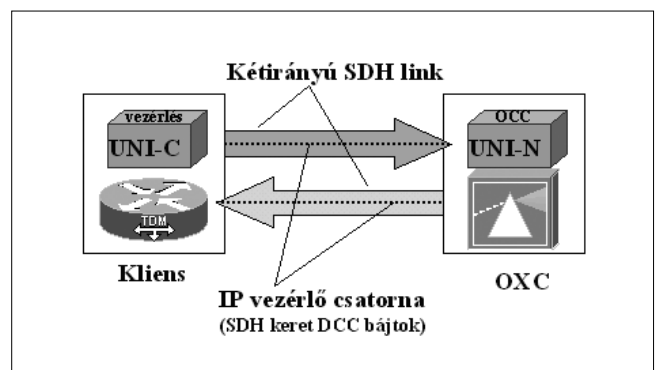 Kétirányú SDH link
vezérlés
UNI-C
OCC
UNI-N
TDM
Kliens
OXC
IP vezérlő csatorna
(SDH keret DCC bájtok)